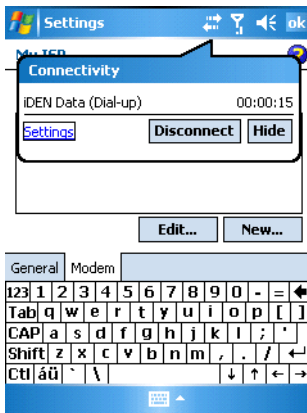 Settings
ok
My ISP
Connectivity
iDEN Data (Dial-up) 00:00:15
Settings Disconnect Hide
Edit... New...
General Modem
123 1 2 3 4 5 6 7 8 9 0 - =
Tab q w e r t y u i o p [ ]
CAP a s d f g h j k l ; '
Shift z x c v b n m , . /
Ctl áü ` \